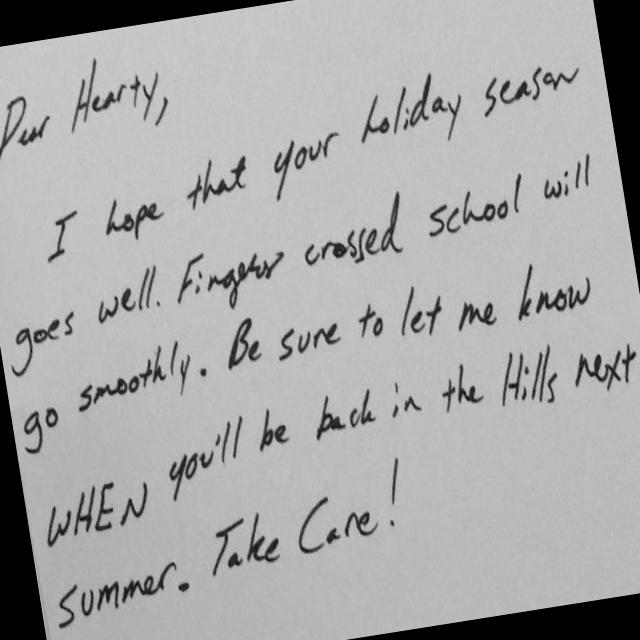 Dear Hearty,
I hope that your holiday season
goes well. Fingers crossed school will
go smoothly. Be sure to let me know
WHEN you'll be back in the Hills next
summer. Take Care!